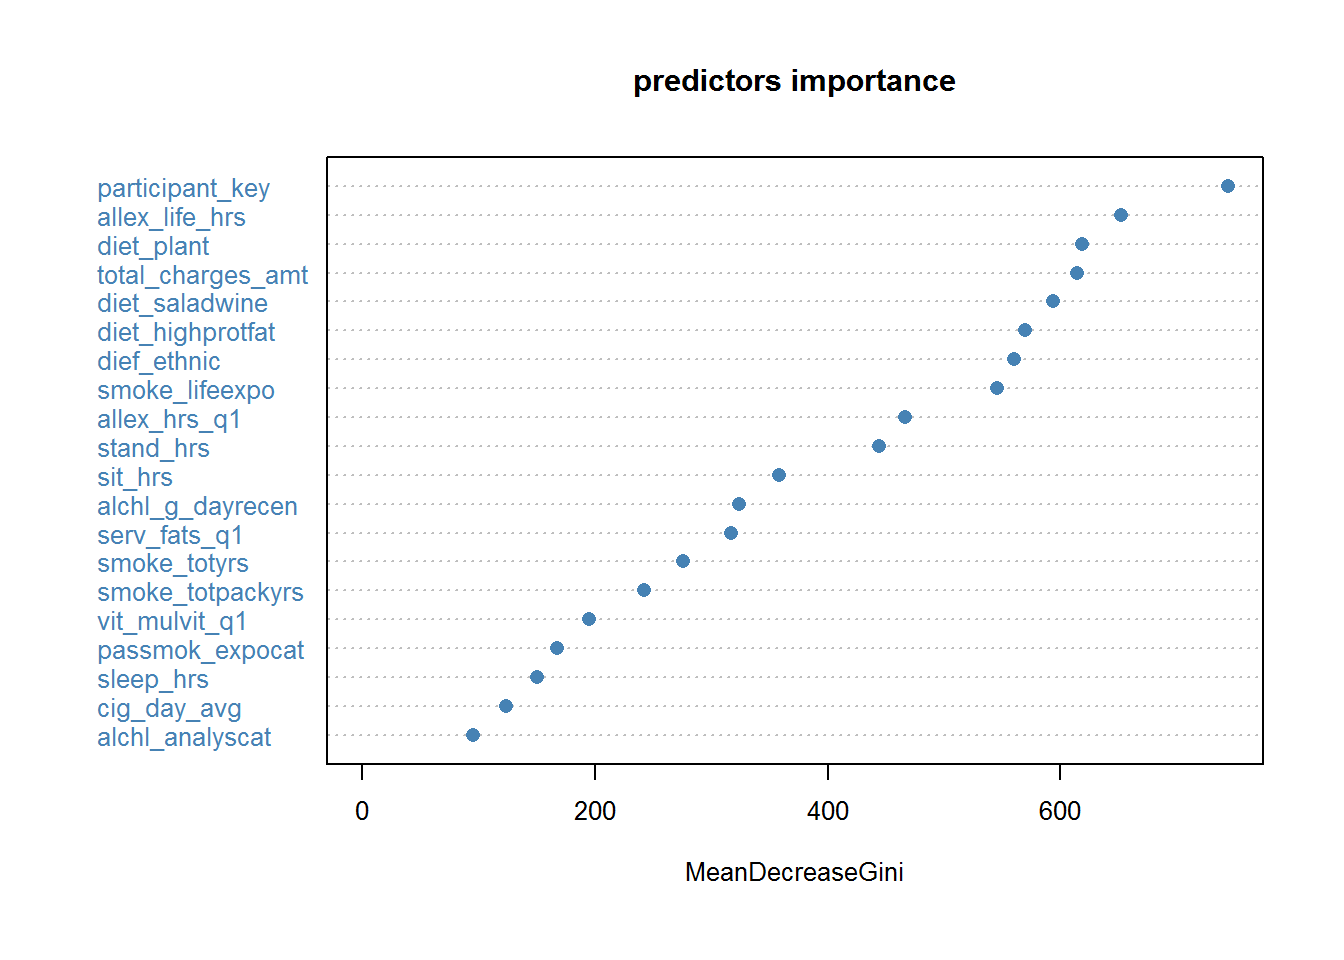 predictors importance
participant_key
allex_life_hrs
diet_plant
total_charges_amt
diet_saladwine
diet_highprotfat
dief_ethnic
smoke_lifeexpo
allex_hrs_q1
stand_hrs
sit_hrs
alchl_g_dayrecen
serv_fats_q1
smoke_totyrs
smoke_totpackyrs
vit_mulvit_q1
passmok_expocat
sleep_hrs
cig_day_avg
alchl_analyscat
0 200 400 600
MeanDecreaseGini